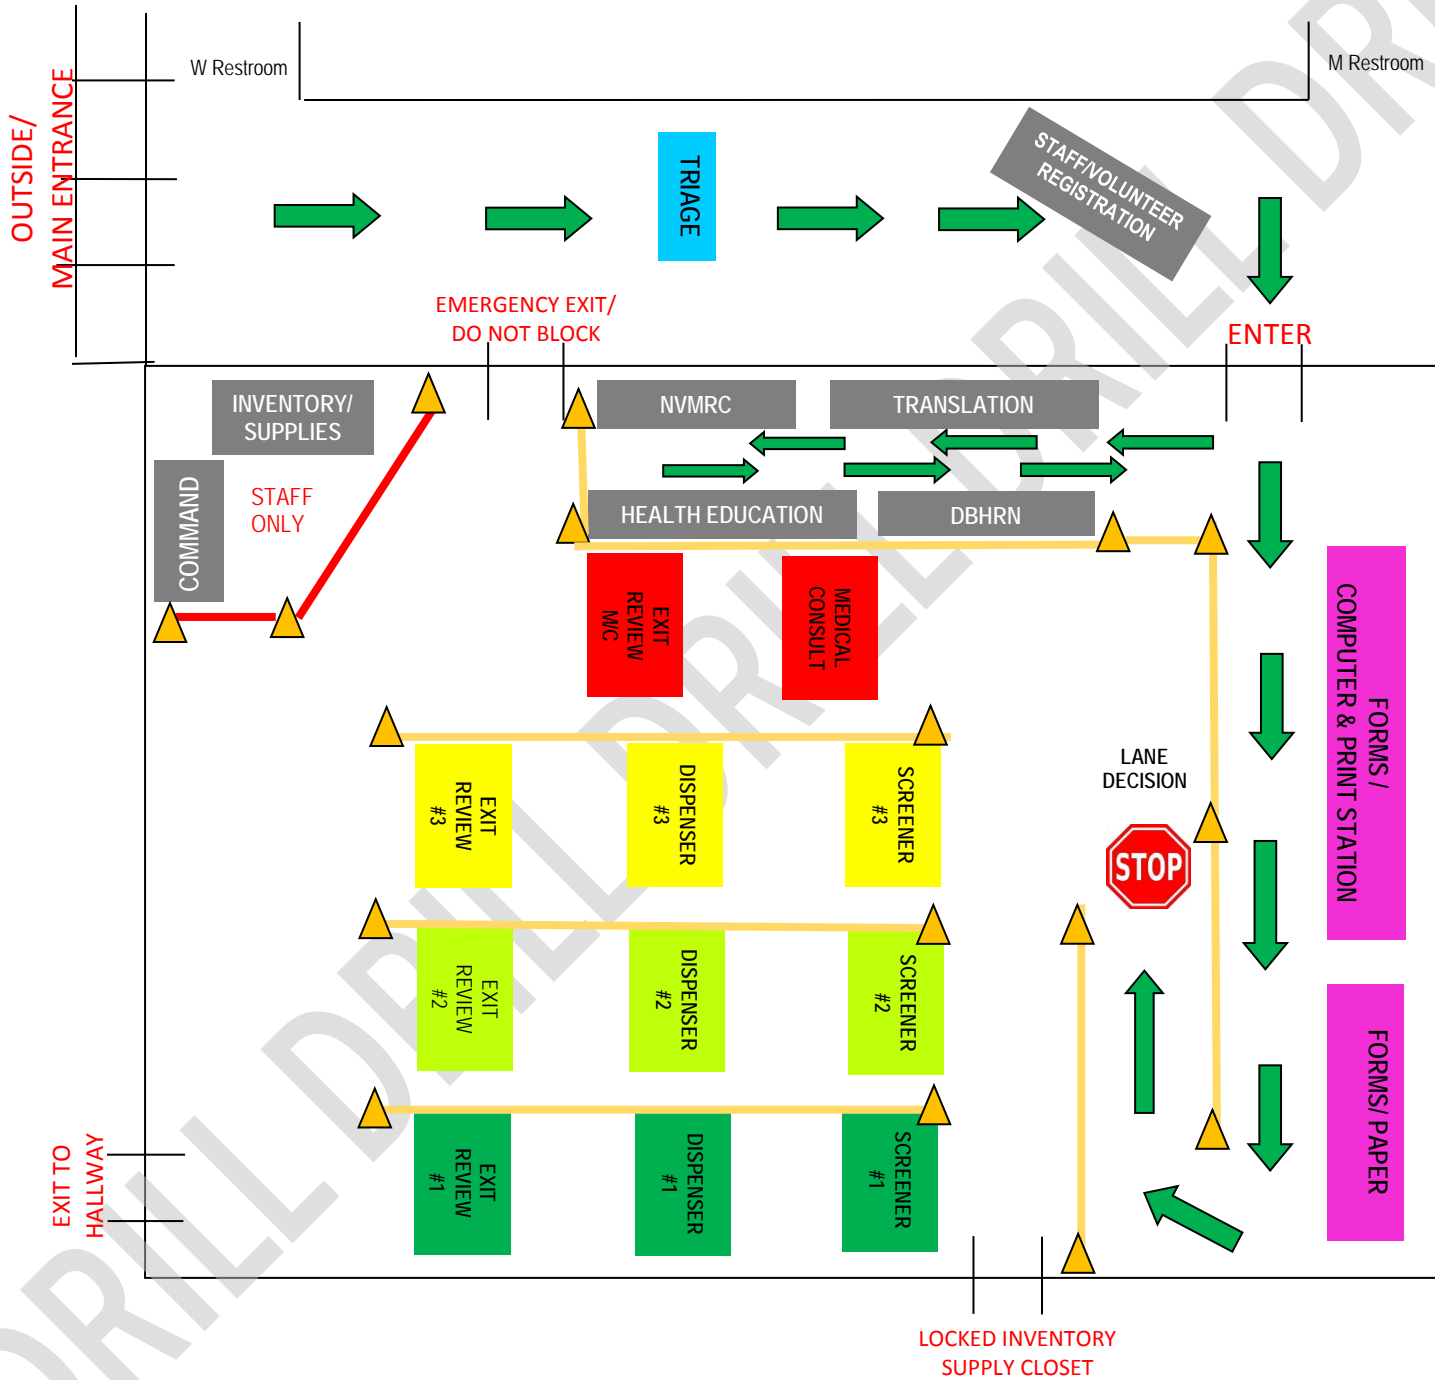 W Restroom
M Restroom
OUTSIDE/
MAIN ENTRANCE
TRIAGE
STAFF/VOLUNTEER
REGISTRATION
EMERGENCY EXIT/
DO NOT BLOCK
ENTER
INVENTORY/
SUPPLIES
NVMRC
TRANSLATION
COMMAND
STAFF
ONLY
HEALTH EDUCATION
DBHRN
EXIT
REVIEW
M/C
MEDICAL
CONSULT
FORMS /
COMPUTER & PRINT STATION
LANE
DECISION
STOP
EXIT
REVIEW
#3
DISPENSER
#3
SCREENER
#3
EXIT
REVIEW
#2
DISPENSER
#2
SCREENER
#2
FORMS/ PAPER
EXIT
REVIEW
#1
DISPENSER
#1
SCREENER
#1
EXIT TO
HALLWAY
LOCKED INVENTORY
SUPPLY CLOSET
DRILL DRILL DRILL DRILL DRILL